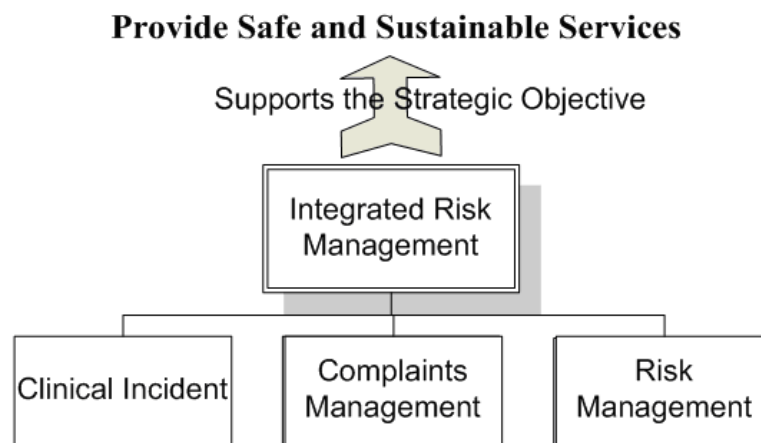 Provide Safe and Sustainable Services
Supports the Strategic Objective
Integrated Risk
Management
Clinical Incident
Complaints
Management
Risk
Management